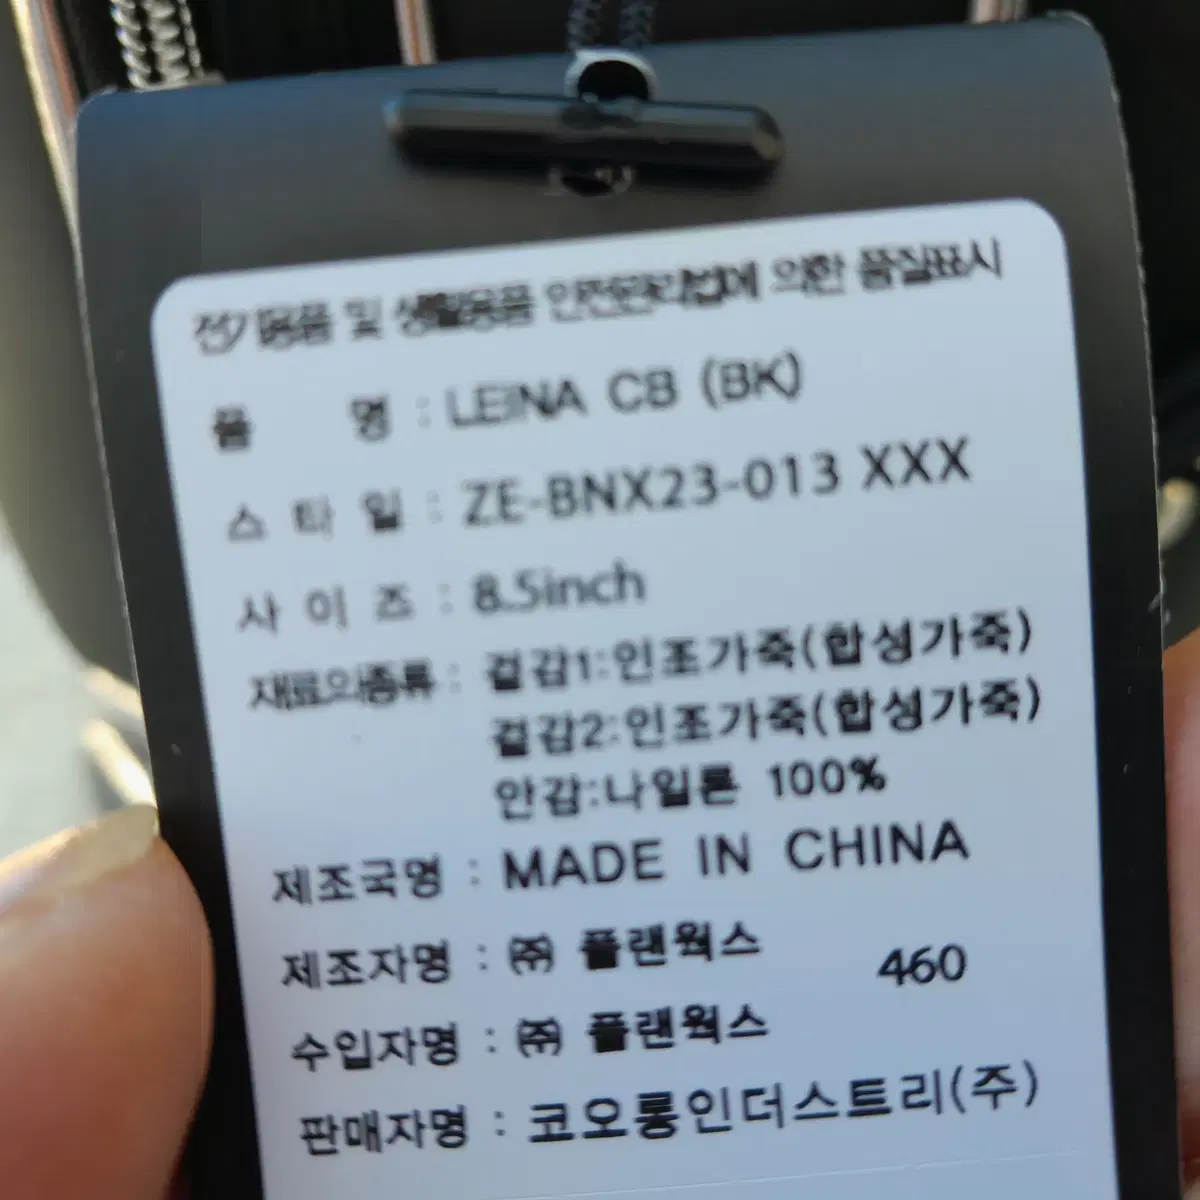 전기용품 및 생활용품 안전관리법에 의한 품질표시
품 명 : LEINA CB (BK)
스 타 일 : ZE-BNX23-013 XXX
사 이 즈 : 8.5inch
재료의종류 : 겉감1:인조가죽(합성가죽)
겉감2:인조가죽(합성가죽)
안감:나일론 100%
제조국명 : MADE IN CHINA
제조자명 : ㈜ 플랜웍스
460
수입자명 : ㈜ 플랜웍스
판매자명 : 코오롱인더스트리(주)